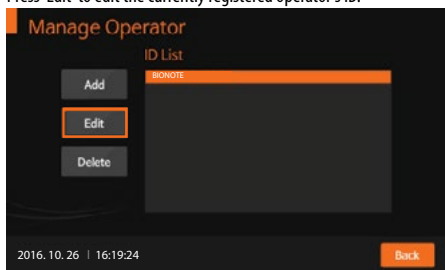 Press 'Edit' to edit the currently registered operator's ID.
Manage Operator
ID List
BIONOTE
Add
Edit
Delete
2016. 10. 26 | 16:19:24
Back